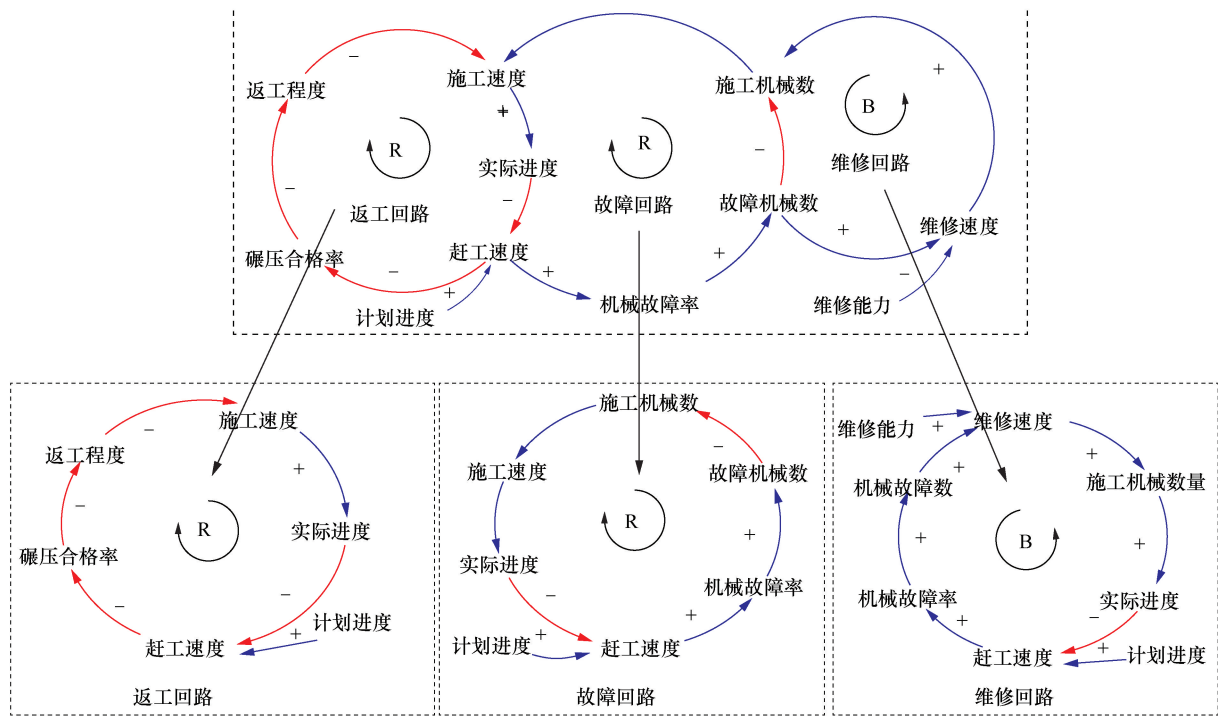 返工程度
−
施工速度
+
R
返工回路
实际进度
−
赶工速度
−
碾压合格率
−
+
计划进度
R
故障回路
+
机械故障率
+
施工机械数
−
故障机械数
B
维修回路
+
+
维修速度
−
维修能力
施工速度
−
返工程度
+
−
R
实际进度
碾压合格率
−
−
+
计划进度
赶工速度
返工回路
施工机械数
施工速度
−
故障机械数
R
实际进度
+
−
机械故障率
+
+
计划进度
赶工速度
故障回路
维修能力
+
维修速度
+
+
施工机械数量
机械故障数
+
B
+
机械故障率
实际进度
+
−
+
赶工速度
计划进度
维修回路